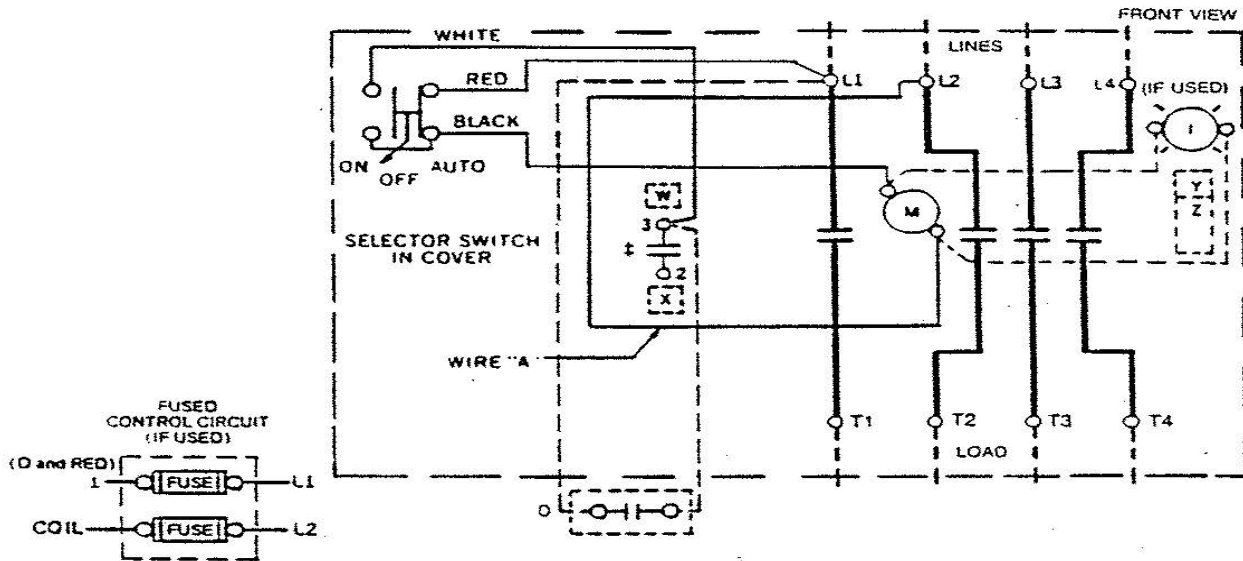 FRONT VIEW
WHITE
LINES
RED
L1
L2
L3
L4
(IF USED)
BLACK
I
ON
OFF
AUTO
Y
W
M
Z
3
SELECTOR SWITCH
IN COVER
‡
2
X
WIRE "A
FUSED
CONTROL CIRCUIT
(IF USED)
T1
T2
T3
T4
LOAD
(D and RED)
1
FUSE
L1
D
COIL
FUSE
L2